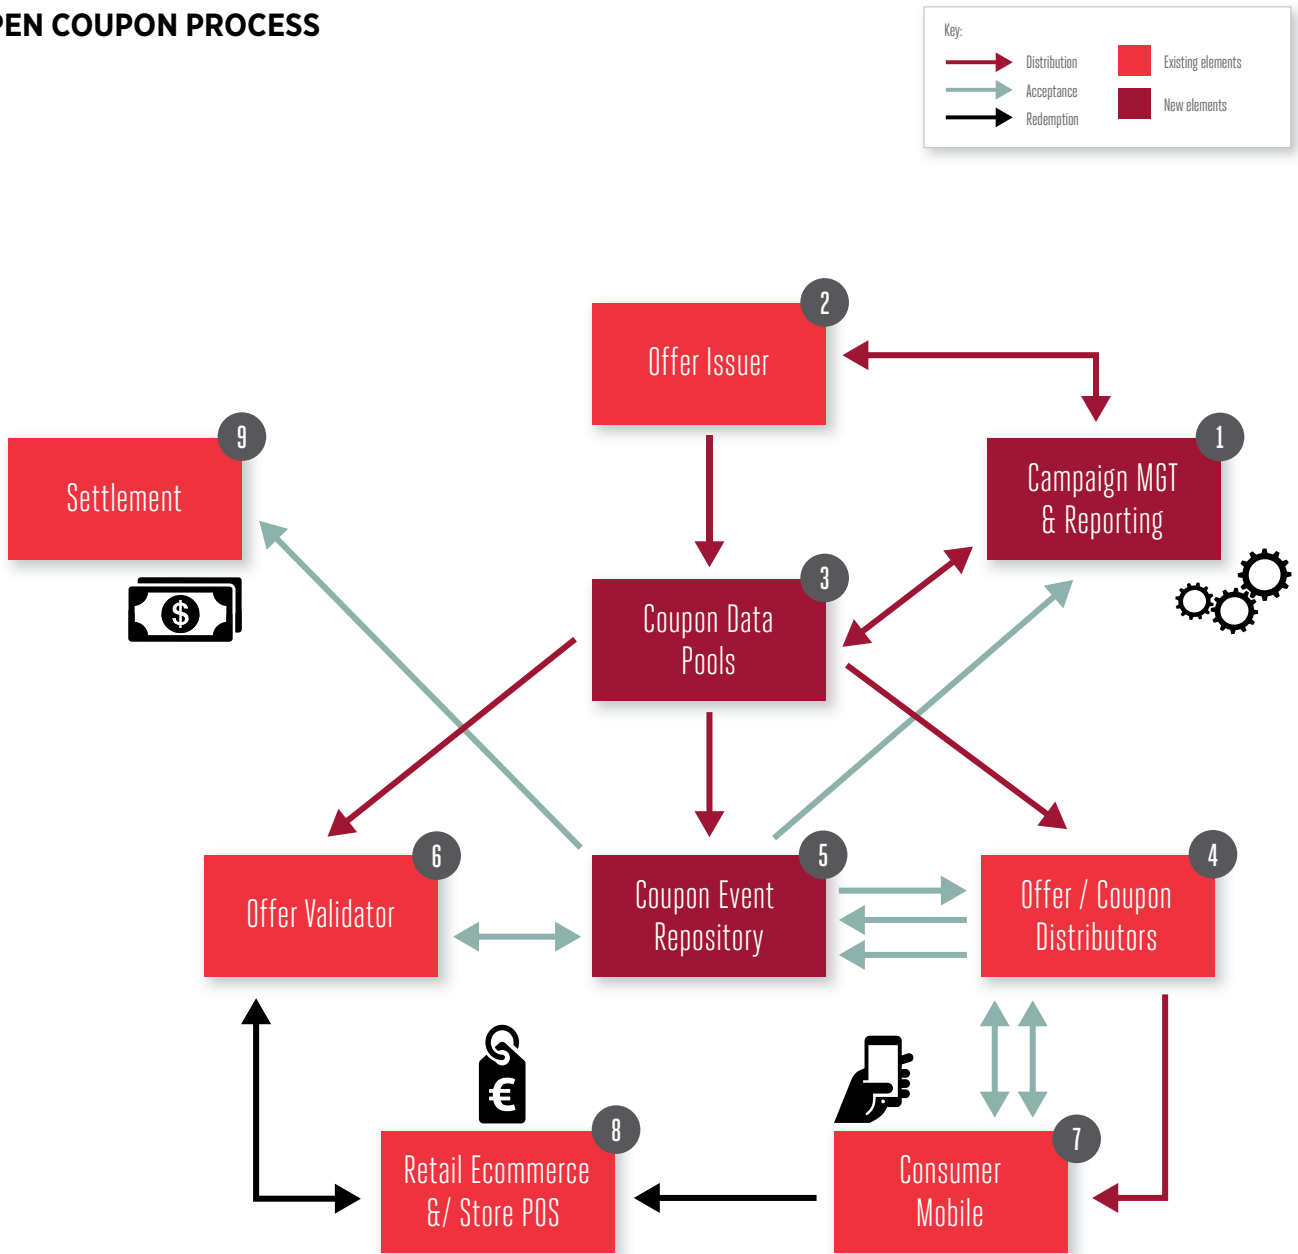 PEN COUPON PROCESS
Key:
Distribution
Acceptance
Redemption
Existing elements
New elements
2
Offer Issuer
9
Settlement
1
Campaign MGT
& Reporting
$
3
Coupon Data
Pools
6
Offer Validator
5
Coupon Event
Repository
4
Offer / Coupon
Distributors
€
8
Retail Ecommerce
&/ Store POS
7
Consumer
Mobile